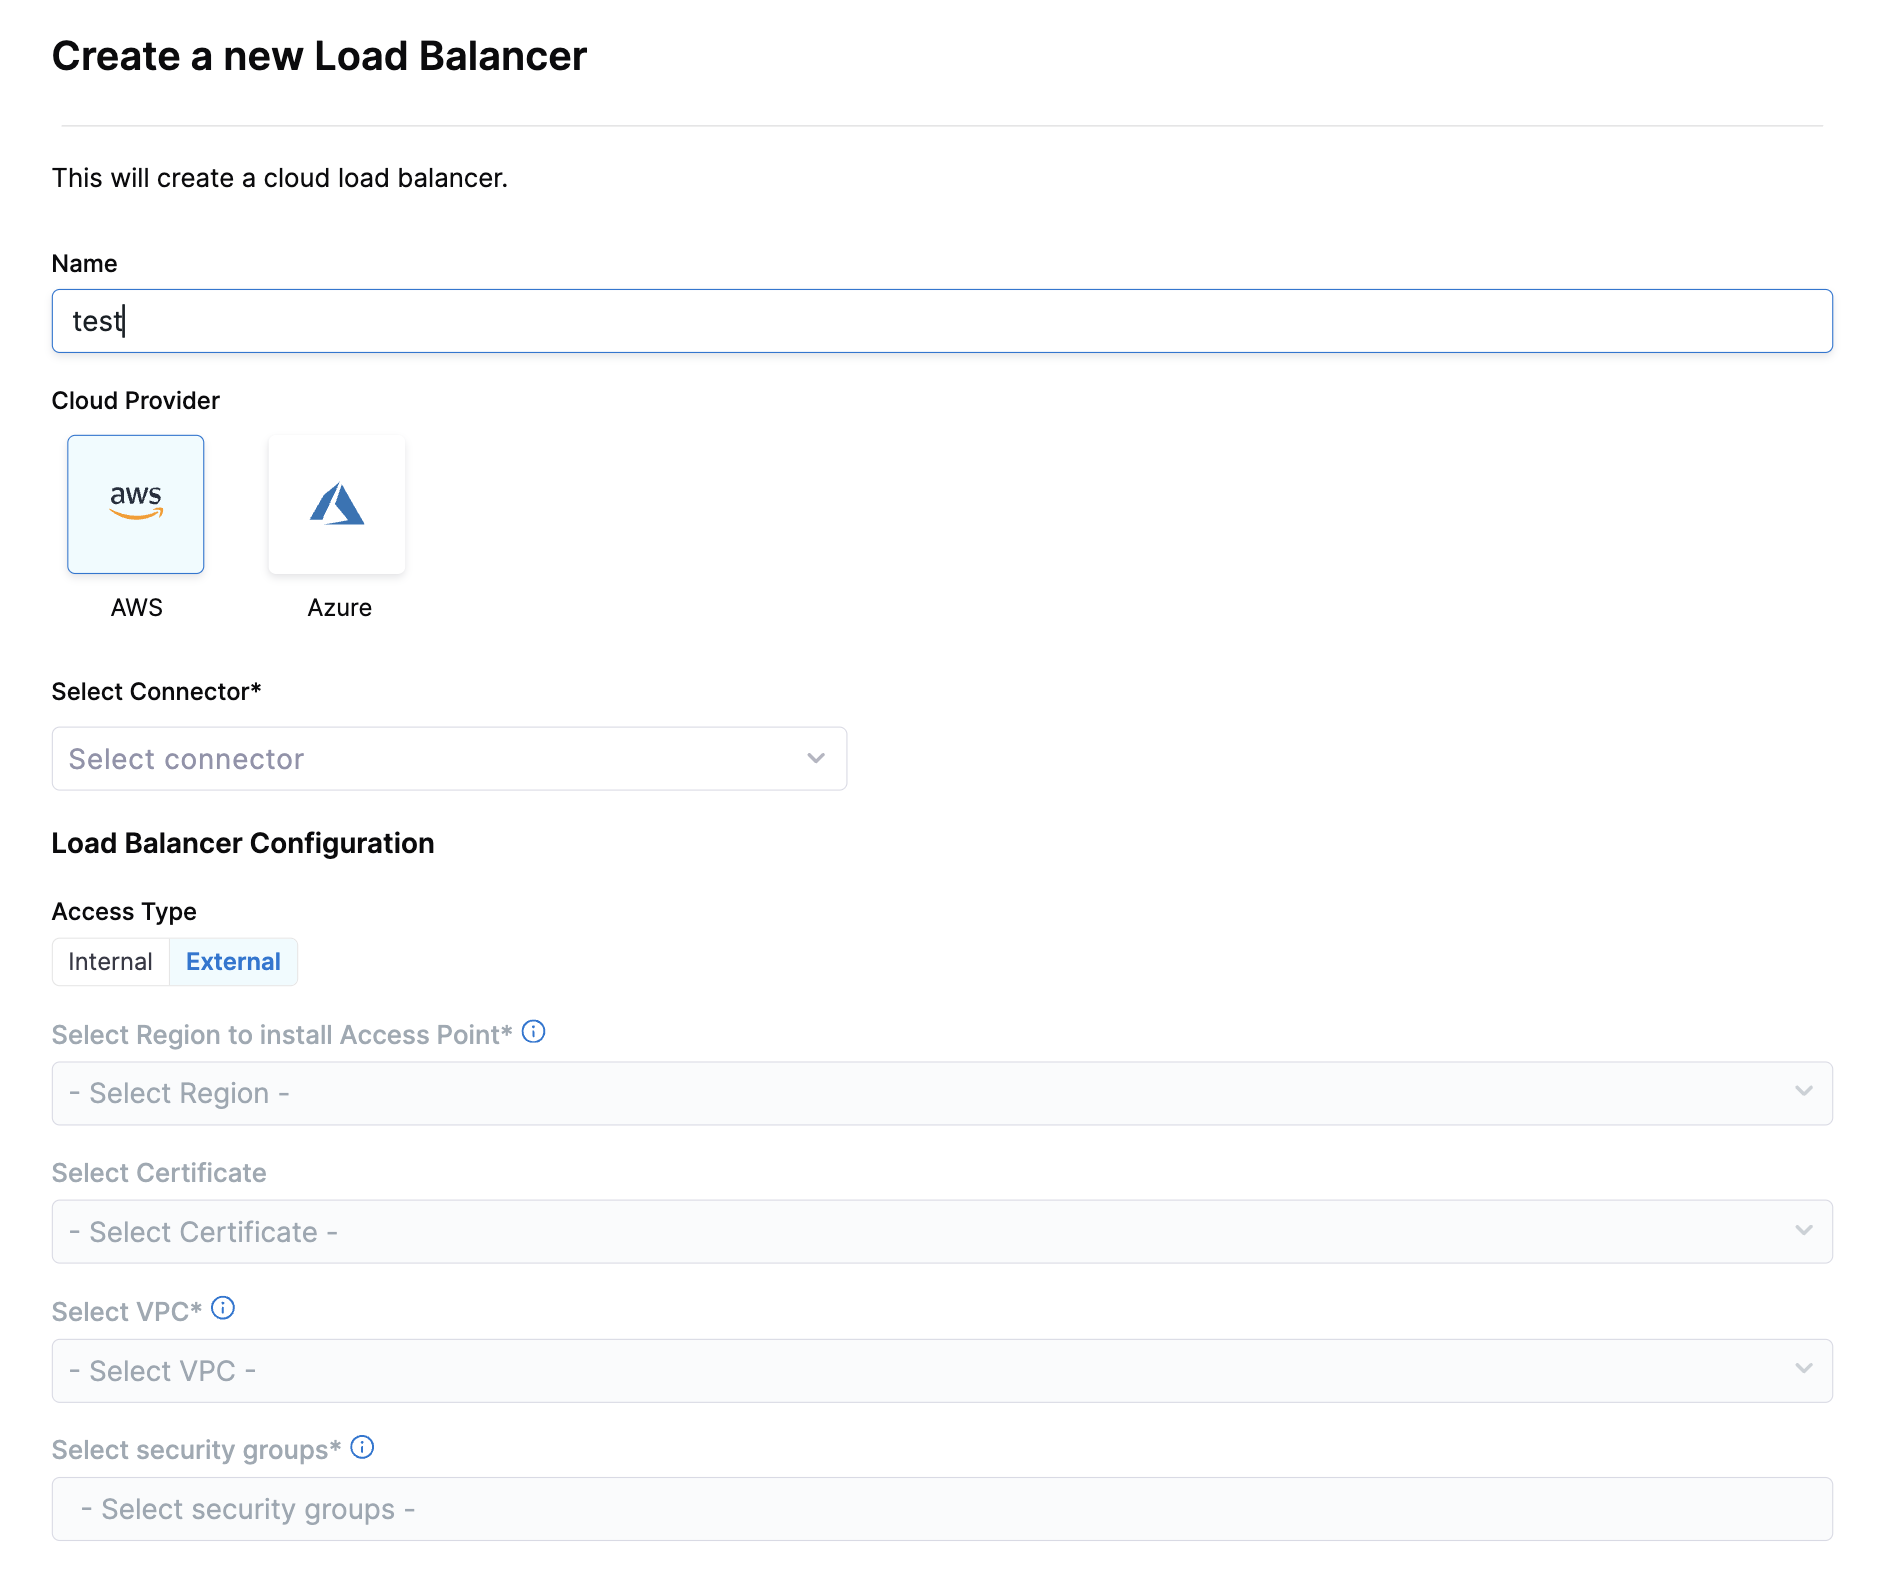 Create a new Load Balancer
This will create a cloud load balancer.
Name
test
Cloud Provider
aws
AWS
Azure
Select Connector*
Select connector
Load Balancer Configuration
Access Type
Internal External
Select Region to install Access Point*
- Select Region -
Select Certificate
- Select Certificate -
Select VPC*
- Select VPC -
Select security groups*
- Select security groups -